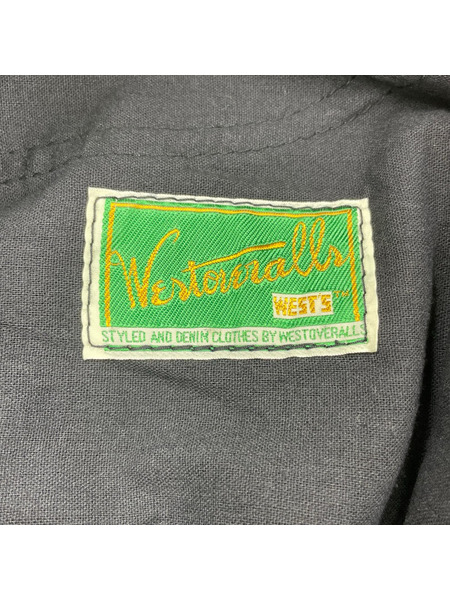 Westoveralls
WEST'S
STYLED AND DENIM CLOTHES BY WESTOVERALLS